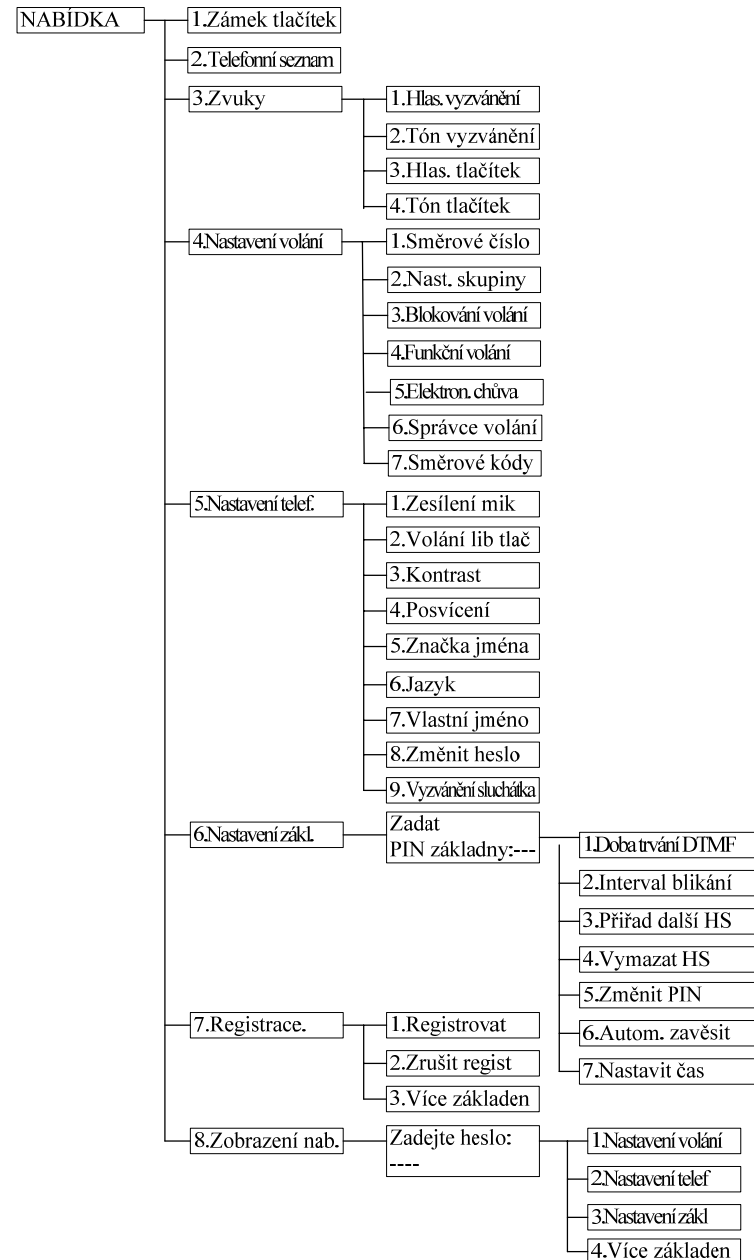 NABÍDKA
1.Zámek tlačítek
2.Telefonní seznam
3.Zvuky
1.Hlas. vyzvánění
2.Tón vyzvánění
3.Hlas. tlačítek
4.Tón tlačítek
4.Nastavení volání
1.Směrové číslo
2.Nast. skupiny
3.Blokování volání
4.Funkční volání
5.Elektron. chůva
6.Správce volání
7.Směrové kódy
5.Nastavení telef.
1.Zesílení mik
2.Volání lib tlač
3.Kontrast
4.Posvícení
5.Značka jména
6.Jazyk
7.Vlastní jméno
8.Změnit heslo
9.Vyzvánění sluchátka
6.Nastavení zákl.
Zadat
PIN základny:---
1.Doba trvání DTMF
2.Interval blikání
3.Přiřad další HS
4.Vymazat HS
5.Změnit PIN
6.Autom. zavěsit
7.Nastavit čas
7.Registrace.
1.Registrovat
2.Zrušit regist
3.Více základen
8.Zobrazení nab.
Zadejte heslo:
----
1.Nastavení volání
2.Nastavení telef
3.Nastavení zákl
4.Více základen